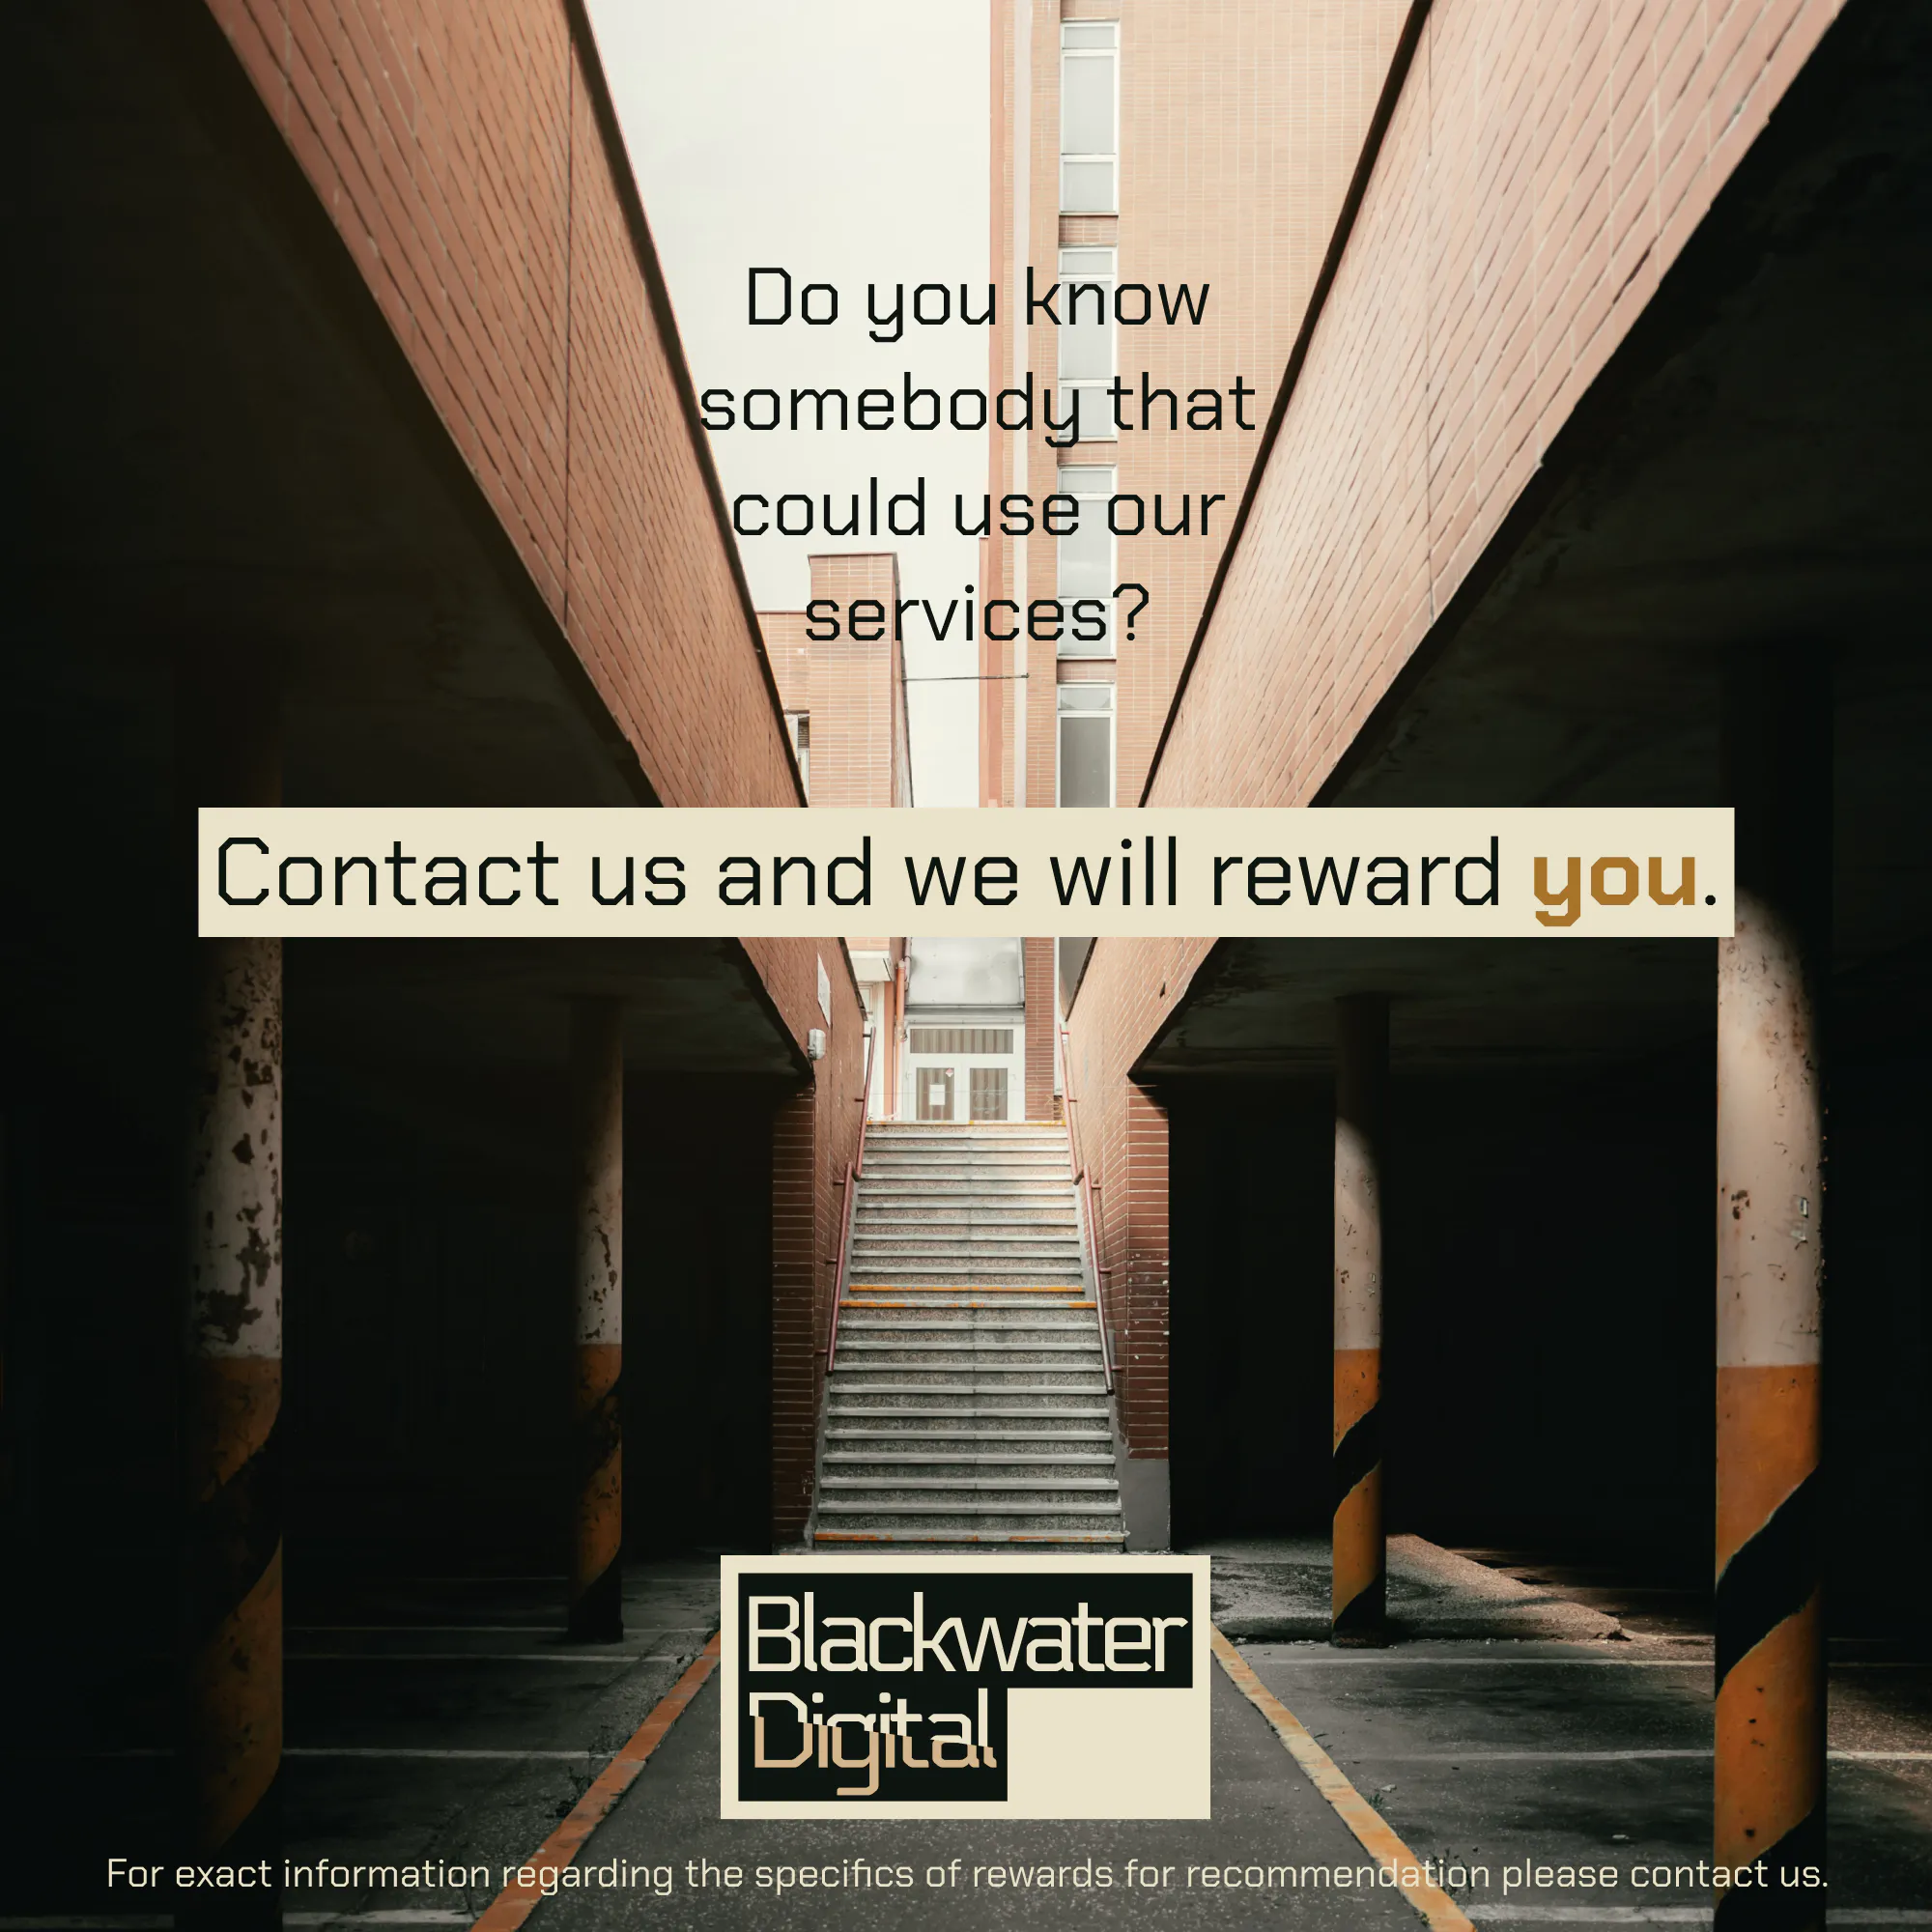 Do you know
somebody that
could use our
services?
Contact us and we will reward you.
Blackwater
Digital
For exact information regarding the specifics of rewards for recommendation please contact us.